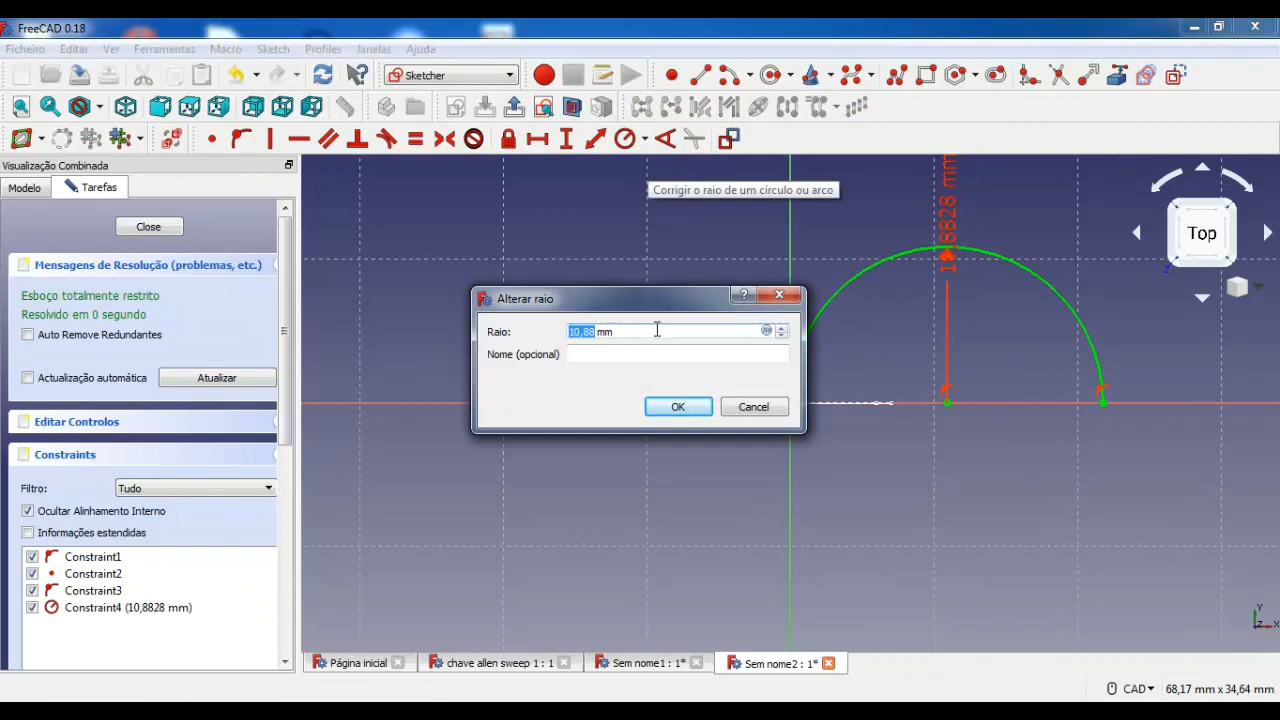 FreeCAD 0.18
Ficheiro Editar Ver Ferramentas Macro Sketch Profiles Janelas Ajuda
Sketcher
Visualização Combinada
Modelo Tarefas
Close
Mensagens de Resolução (problemas, etc.)
Esboço totalmente restrito
Resolvido em 0 segundo
Auto Remove Redundantes
Actualização automática Atualizar
Editar Controlos
Constraints
Filtro: Tudo
Ocultar Alinhamento Interno
Informações estendidas
Constraint1
Constraint2
Constraint3
Constraint4 (10,8828 mm)
Corrigir o raio de um círculo ou arco
Top
Z
Alterar raio
Raio: 10,88 mm
Nome (opcional)
OK Cancel
Y
Z X
Página inicial chave allen sweep 1 : 1 Sem nome1 : 1* Sem nome2 : 1*
CAD 68,17 mm x 34,64 mm